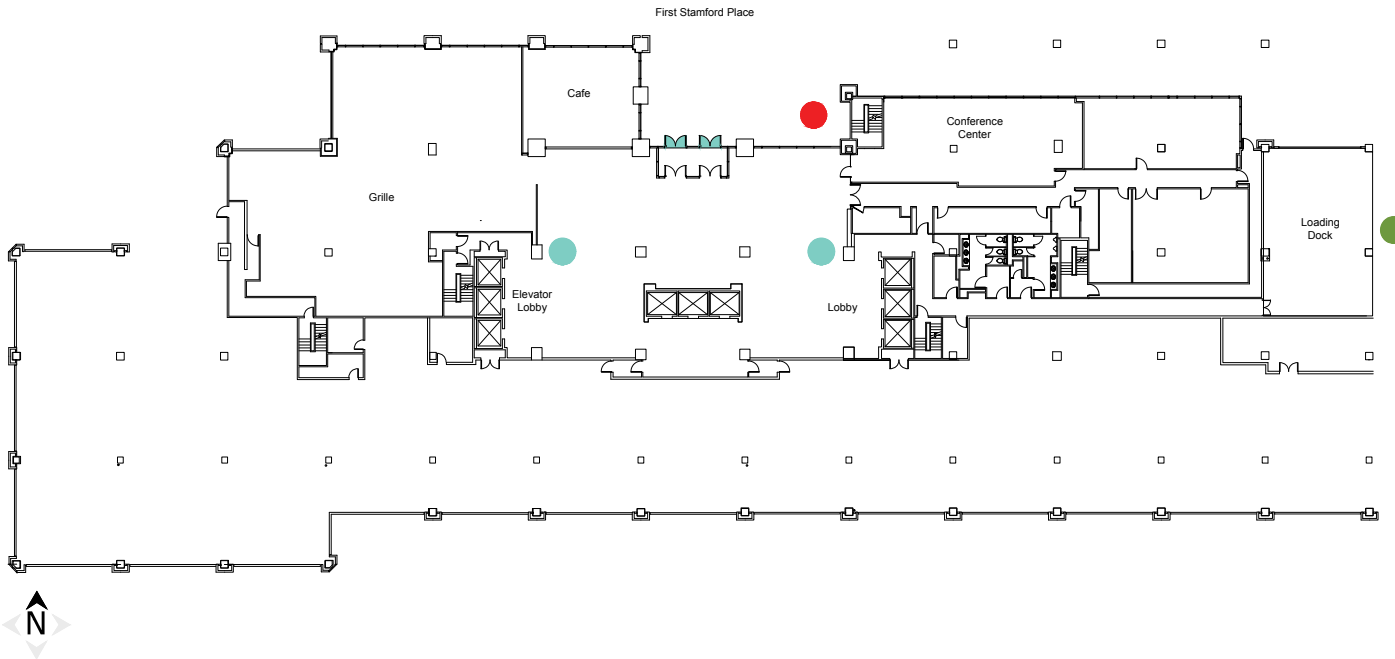 First Stamford Place
Cafe
Conference
Center
Grille
Loading
Dock
Elevator
Lobby
Lobby
N